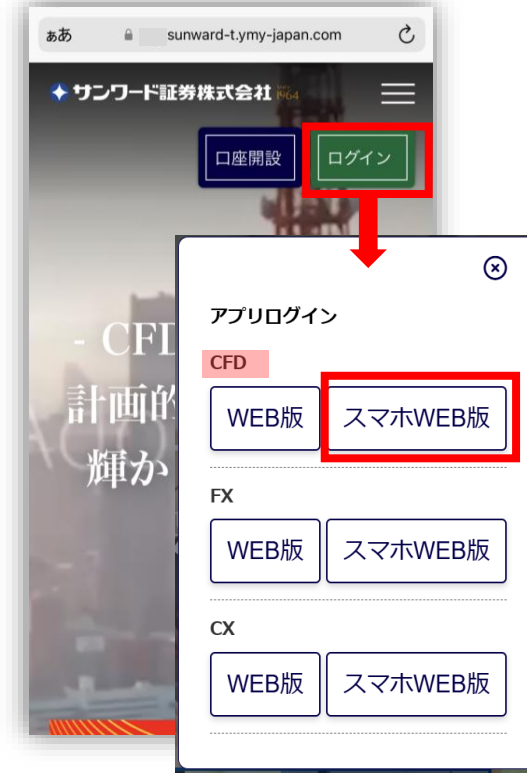 ぁあ sunward-t.ymy-japan.com
サンワード証券株式会社 Since 1964
口座開設 ログイン
アプリログイン
CFD
WEB版 スマホWEB版
FX
WEB版 スマホWEB版
CX
WEB版 スマホWEB版
- CFD
計画的
輝か